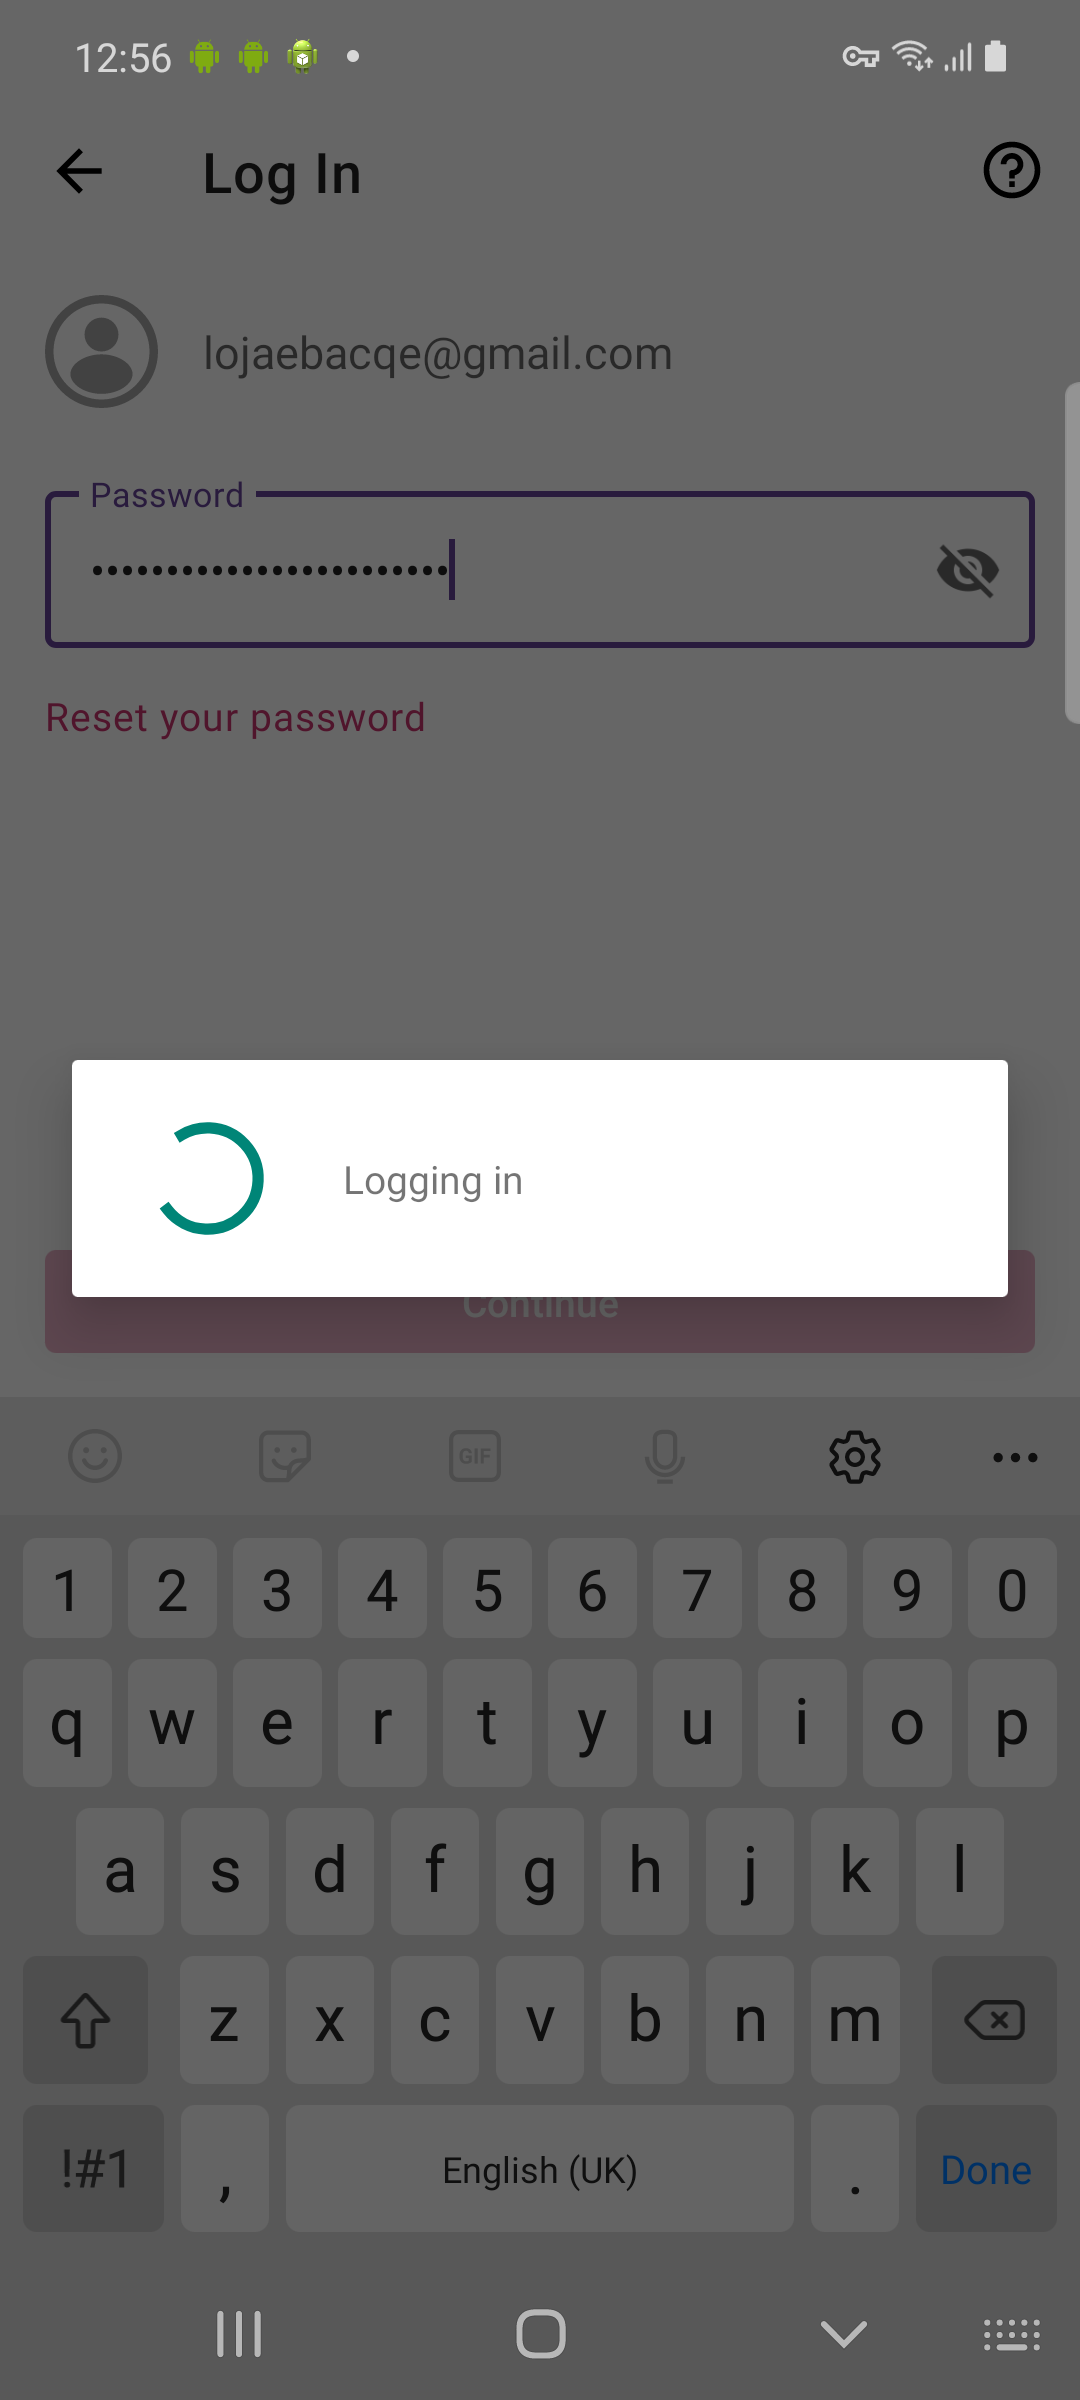 12:56
Log In
lojaebacqe@gmail.com
Password
••••••••••••••••••••••••
Reset your password
Logging in
Continue
GIF
1 2 3 4 5 6 7 8 9 0
q w e r t y u i o p
a s d f g h j k l
z x c v b n m
!#1 , English (UK) . Done